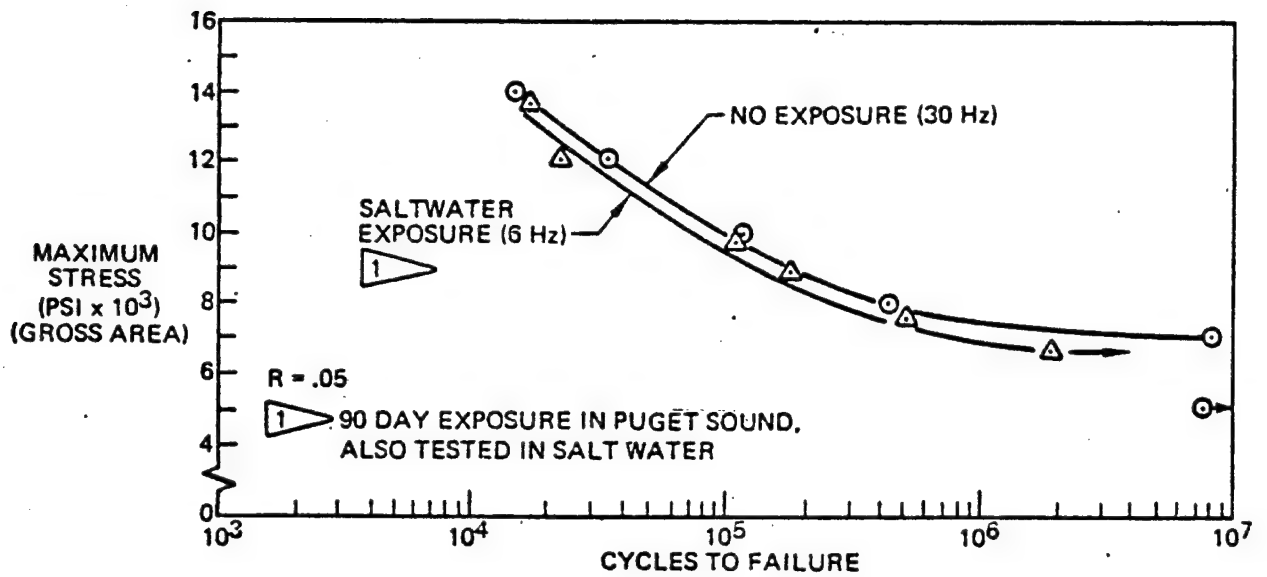 16
14
12
10
8
6
4
0
MAXIMUM
STRESS
(PSI x 10³)
(GROSS AREA)
NO EXPOSURE (30 Hz)
SALTWATER
EXPOSURE (6 Hz)
1
R = .05
1 90 DAY EXPOSURE IN PUGET SOUND,
ALSO TESTED IN SALT WATER
10³ 10⁴ 10⁵ 10⁶ 10⁷
CYCLES TO FAILURE